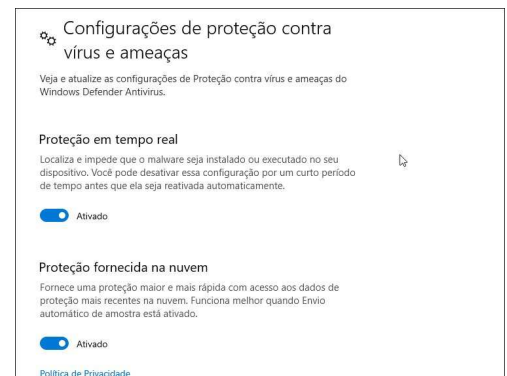 Configurações de proteção contra
vírus e ameaças
Veja e atualize as configurações de Proteção contra vírus e ameaças do
Windows Defender Antivirus.
Proteção em tempo real
Localiza e impede que o malware seja instalado ou executado no seu
dispositivo. Você pode desativar essa configuração por um curto período
de tempo antes que ela seja reativada automaticamente.
Ativado
Proteção fornecida na nuvem
Fornece uma proteção maior e mais rápida com acesso aos dados de
proteção mais recentes na nuvem. Funciona melhor quando Envio
automático de amostra está ativado.
Ativado
Política de Privacidade